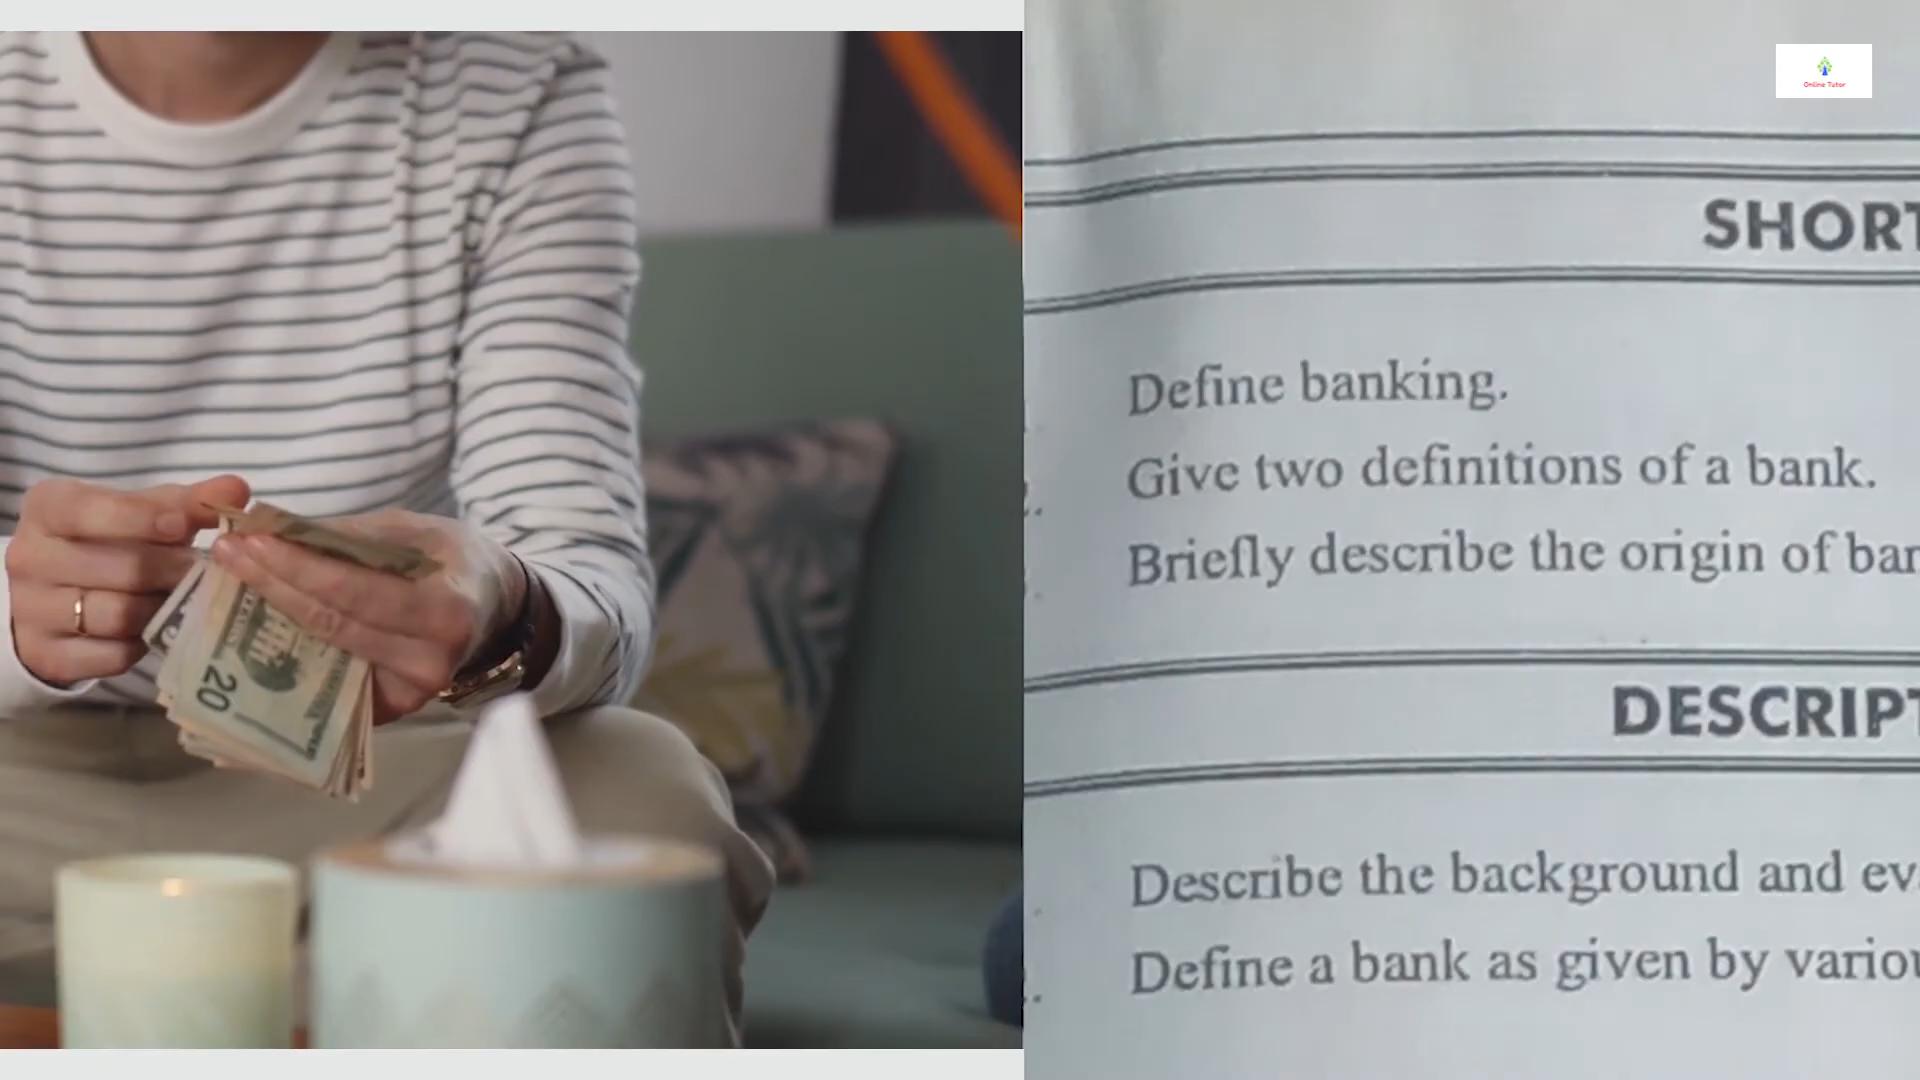 Online Tutor
SHORT
Define banking.
Give two definitions of a bank.
Briefly describe the origin of
DESCRIPT
Describe the background and
Define a bank as given by
20